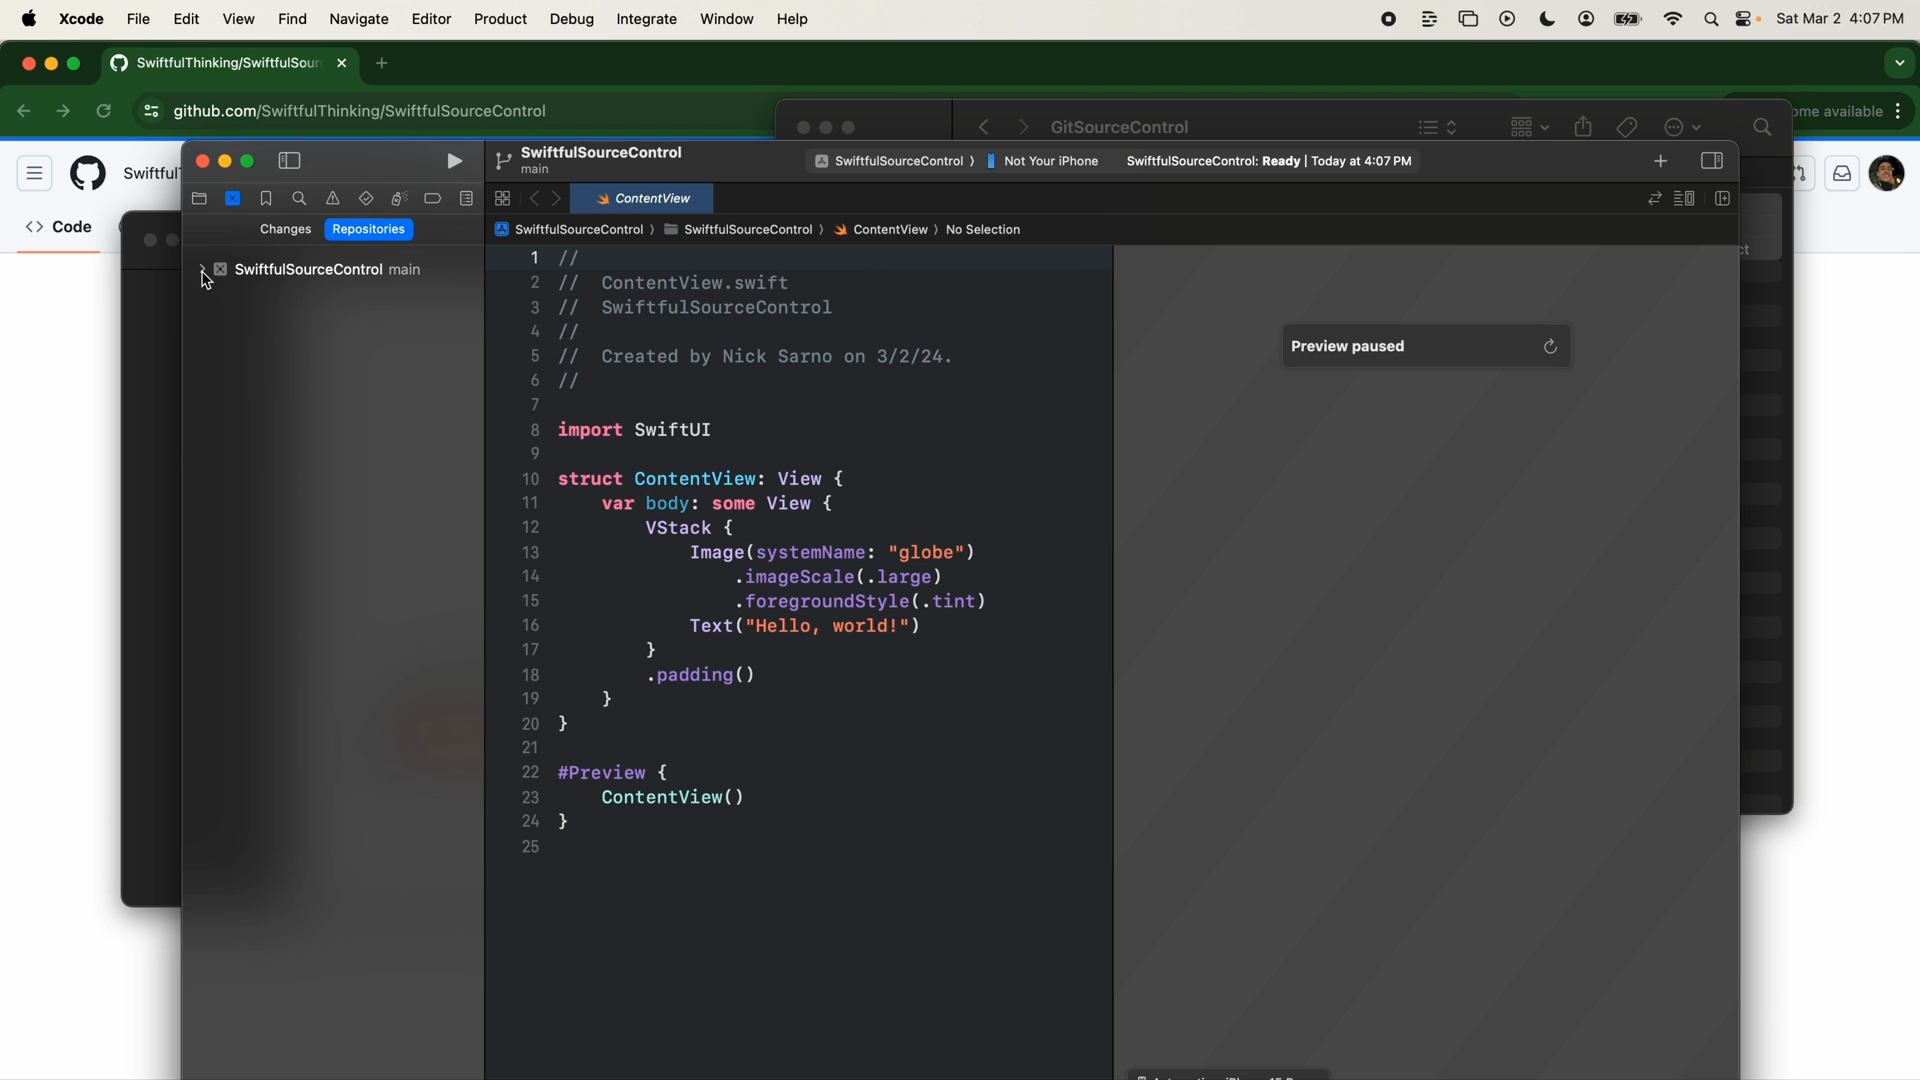 Xcode File Edit View Find Navigate Editor Product Debug Integrate Window Help Sat Mar 2 4:07 PM
SwiftfulThinking/SwiftfulSour
github.com/SwiftfulThinking/SwiftfulSourceControl
ome available
GitSourceControl
Swiftful
Code
SwiftfulSourceControl
main
SwiftfulSourceControl ⟩ Not Your iPhone
SwiftfulSourceControl: Ready | Today at 4:07 PM
ContentView
Changes Repositories
SwiftfulSourceControl ⟩ SwiftfulSourceControl ⟩ ContentView ⟩ No Selection
SwiftfulSourceControl main
1 //
2 // ContentView.swift
3 // SwiftfulSourceControl
4 //
5 // Created by Nick Sarno on 3/2/24.
6 //
7
8 import SwiftUI
9
10 struct ContentView: View {
11 var body: some View {
12 VStack {
13 Image(systemName: "globe")
14 .imageScale(.large)
15 .foregroundStyle(.tint)
16 Text("Hello, world!")
17 }
18 .padding()
19 }
20 }
21
22 #Preview {
23 ContentView()
24 }
25
Preview paused
ct